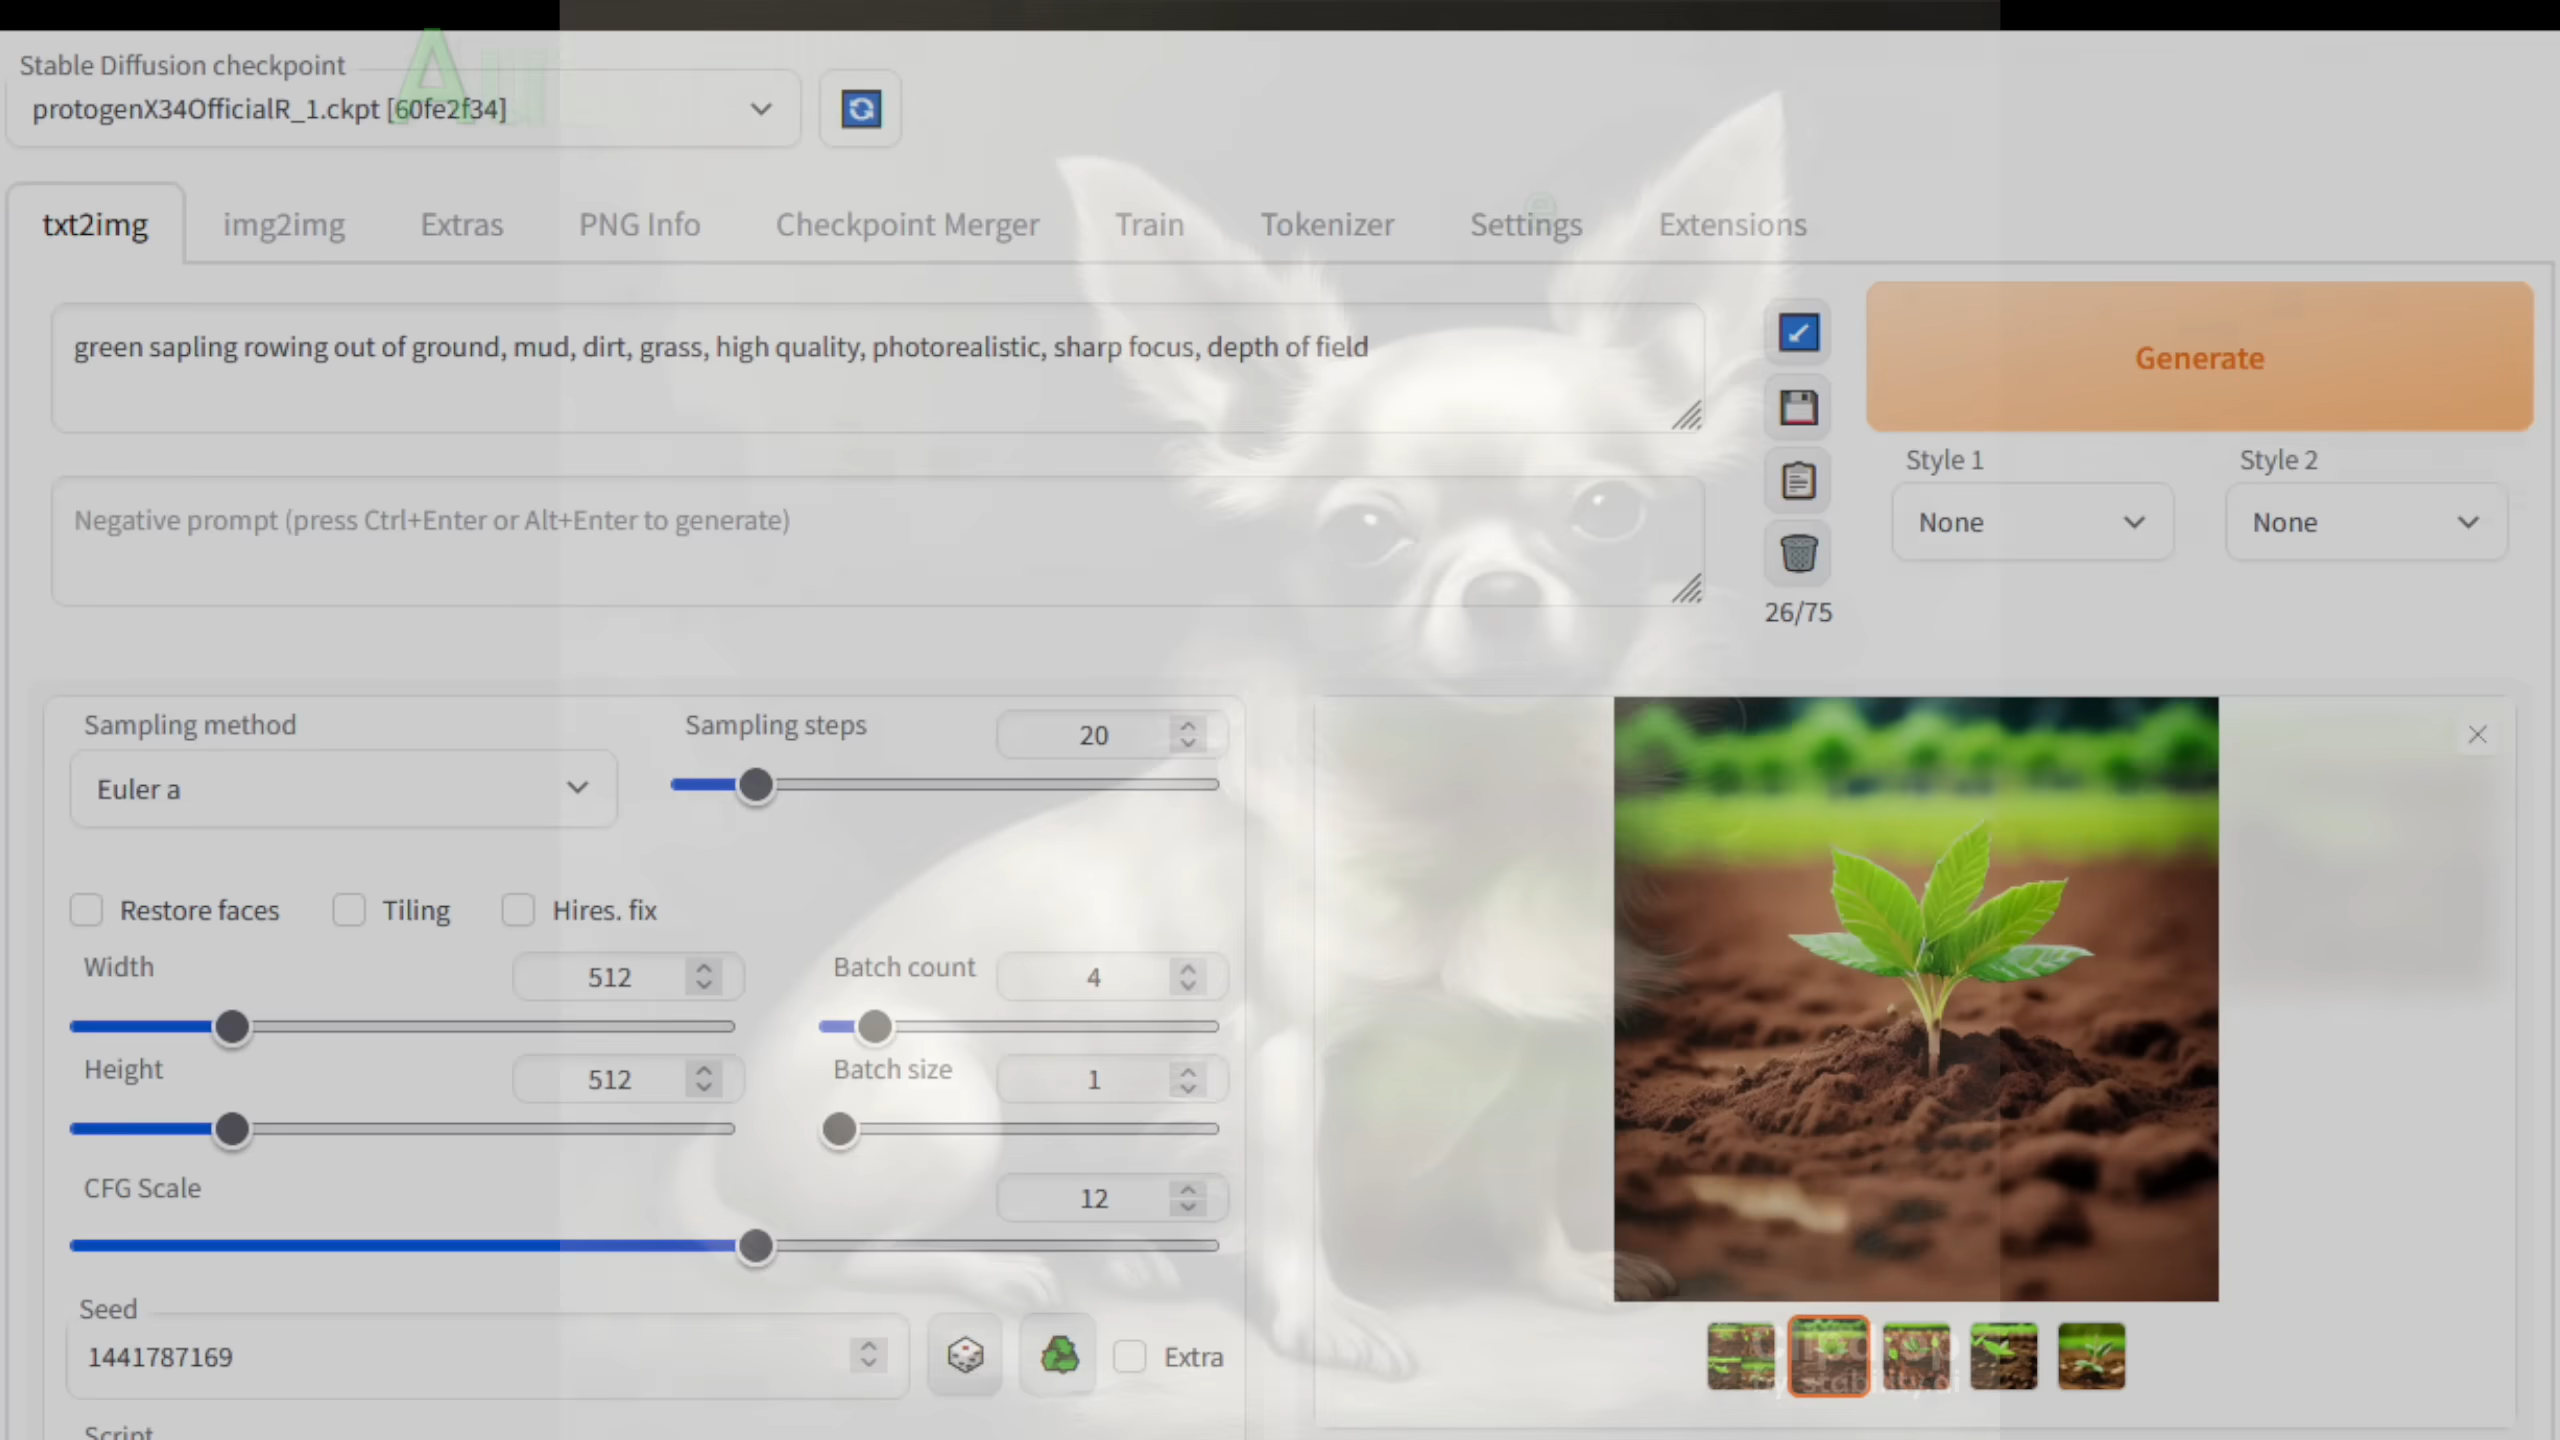 Stable Diffusion checkpoint
protogenX34OfficialR_1.ckpt [60fe2f34]
txt2img img2img Extras PNG Info Checkpoint Merger Train Tokenizer Settings Extensions
green sapling rowing out of ground, mud, dirt, grass, high quality, photorealistic, sharp focus, depth of field
Generate
Negative prompt (press Ctrl+Enter or Alt+Enter to generate)
Style 1 Style 2
None None
26/75
Sampling method Sampling steps 20
Euler a
Restore faces Tiling Hires. fix
Width 512 Batch count 4
Height 512 Batch size 1
CFG Scale 12
Seed
1441787169 Extra
Clipdrop
by stability.ai
Script